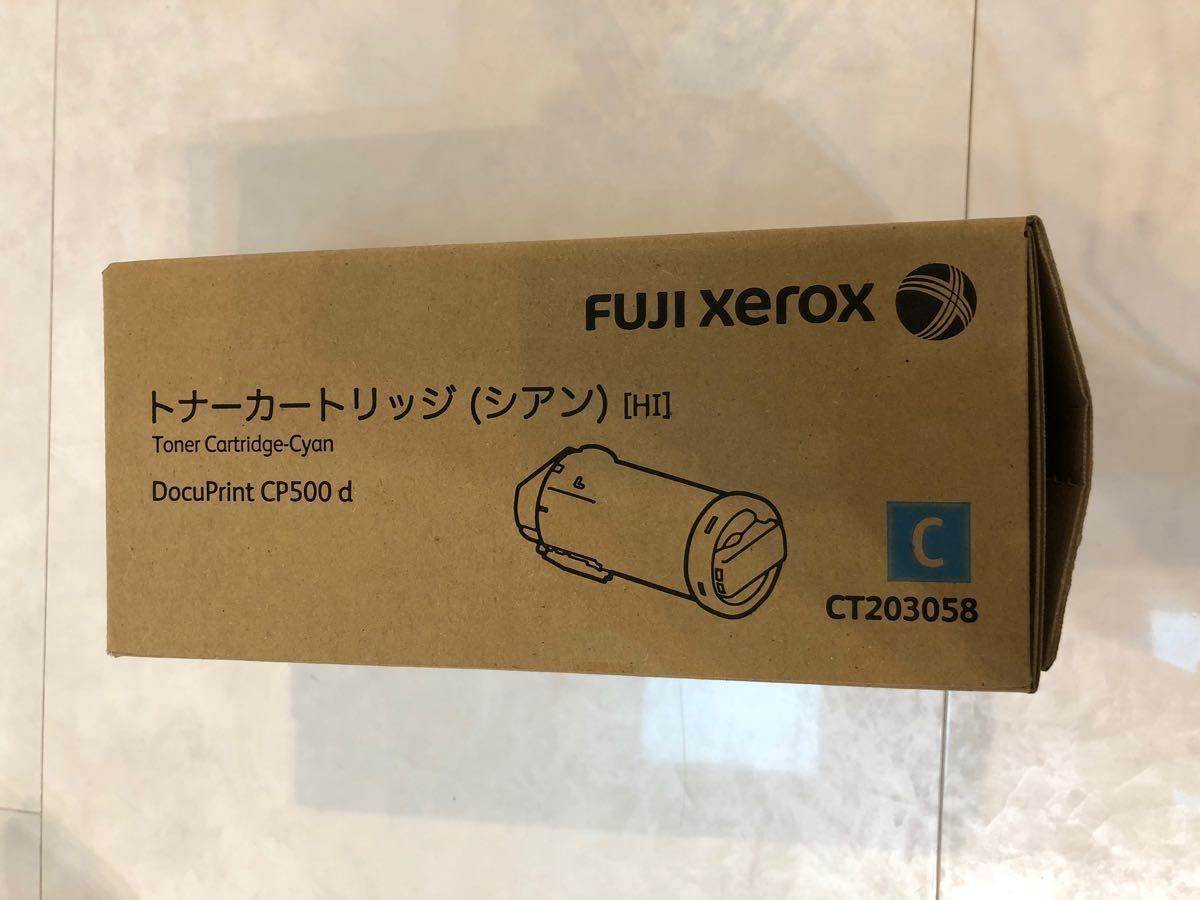 FUJI xerox
トナーカートリッジ (シアン) [HI]
Toner Cartridge-Cyan
DocuPrint CP500 d
C
CT203058